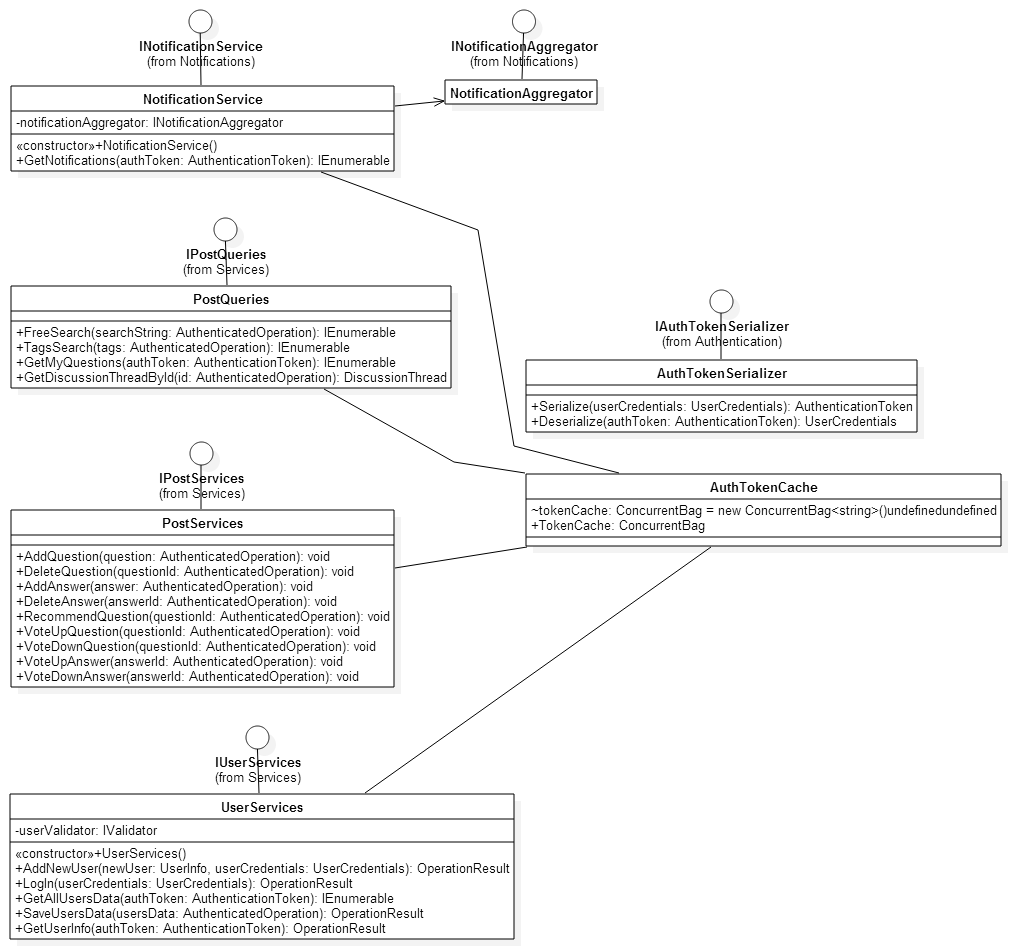 INotificationService
(from Notifications)
INotificationAggregator
(from Notifications)
NotificationService
-notificationAggregator: INotificationAggregator
«constructor»+NotificationService()
+GetNotifications(authToken: AuthenticationToken): IEnumerable
NotificationAggregator
IPostQueries
(from Services)
PostQueries
+FreeSearch(searchString: AuthenticatedOperation): IEnumerable
+TagsSearch(tags: AuthenticatedOperation): IEnumerable
+GetMyQuestions(authToken: AuthenticationToken): IEnumerable
+GetDiscussionThreadById(id: AuthenticatedOperation): DiscussionThread
IAuthTokenSerializer
(from Authentication)
AuthTokenSerializer
+Serialize(userCredentials: UserCredentials): AuthenticationToken
+Deserialize(authToken: AuthenticationToken): UserCredentials
IPostServices
(from Services)
PostServices
+AddQuestion(question: AuthenticatedOperation): void
+DeleteQuestion(questionId: AuthenticatedOperation): void
+AddAnswer(answer: AuthenticatedOperation): void
+DeleteAnswer(answerId: AuthenticatedOperation): void
+RecommendQuestion(questionId: AuthenticatedOperation): void
+VoteUpQuestion(questionId: AuthenticatedOperation): void
+VoteDownQuestion(questionId: AuthenticatedOperation): void
+VoteUpAnswer(answerId: AuthenticatedOperation): void
+VoteDownAnswer(answerId: AuthenticatedOperation): void
AuthTokenCache
~tokenCache: ConcurrentBag = new ConcurrentBag<string>()undefinedundefined
+TokenCache: ConcurrentBag
IUserServices
(from Services)
UserServices
-userValidator: IValidator
«constructor»+UserServices()
+AddNewUser(newUser: UserInfo, userCredentials: UserCredentials): OperationResult
+LogIn(userCredentials: UserCredentials): OperationResult
+GetAllUsersData(authToken: AuthenticationToken): IEnumerable
+SaveUsersData(usersData: AuthenticatedOperation): OperationResult
+GetUserInfo(authToken: AuthenticationToken): OperationResult